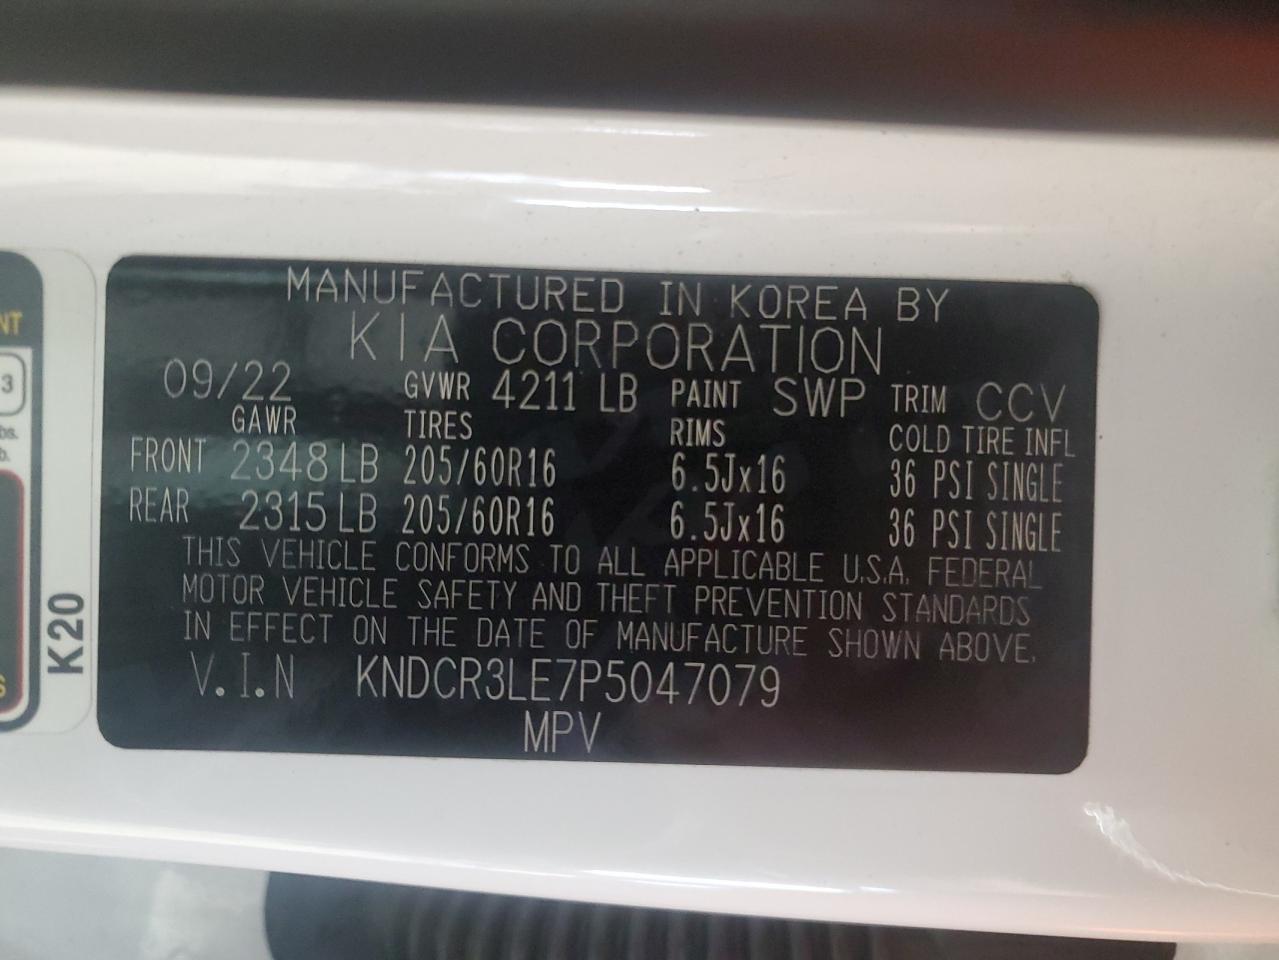 MANUFACTURED IN KOREA BY
KIA CORPORATION
09/22 GVWR 4211 LB PAINT SWP TRIM CCV
GAWR TIRES RIMS COLD TIRE INFL
FRONT 2348 LB 205/60R16 6.5Jx16 36 PSI SINGLE
REAR 2315 LB 205/60R16 6.5Jx16 36 PSI SINGLE
THIS VEHICLE CONFORMS TO ALL APPLICABLE U.S.A. FEDERAL
MOTOR VEHICLE SAFETY AND THEFT PREVENTION STANDARDS
IN EFFECT ON THE DATE OF MANUFACTURE SHOWN ABOVE.
V.I.N KNDCR3LE7P5047079
MPV
K20
NT
3
bs.
b.
S